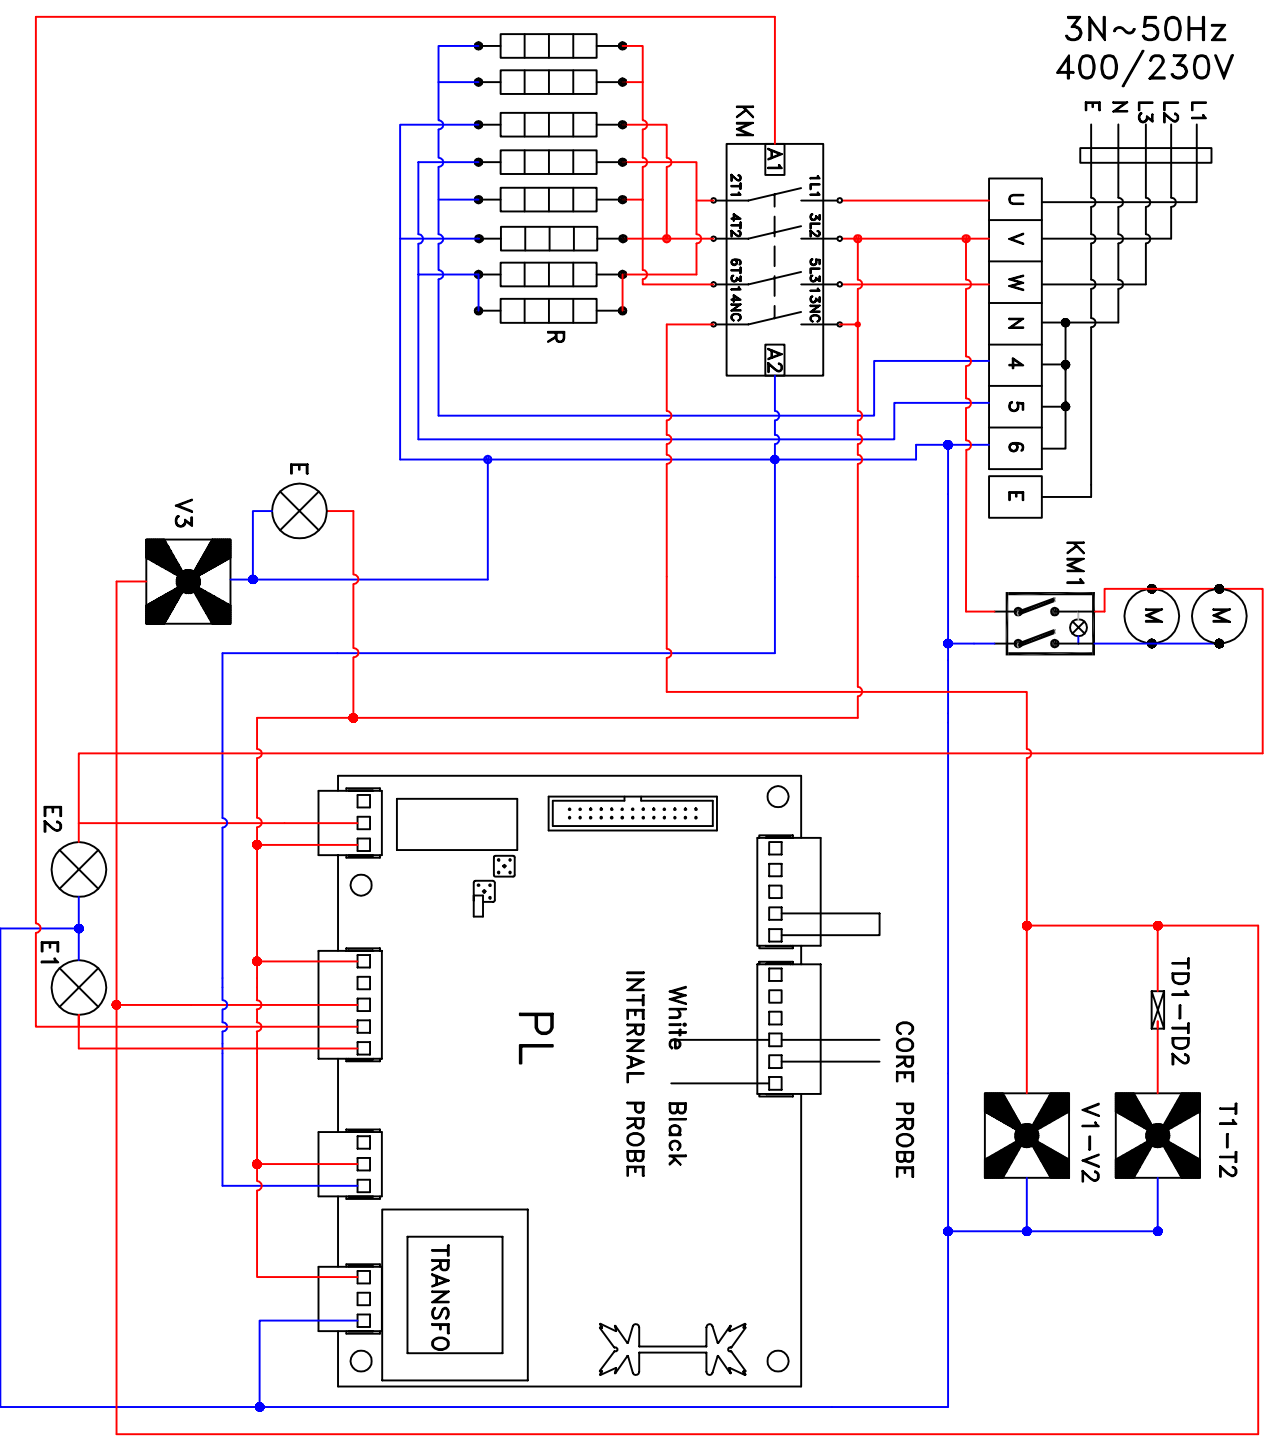 3N~50Hz
400/230V
E
N
L3
L2
L1
KM
A1
2T1
1L1
4T2
3L2
6T3
5L3
14NC
13NC
A2
R
U
V
W
N
4
5
6
E
E
V3
KM1
M
M
E2
E1
PL
White
INTERNAL PROBE
Black
CORE PROBE
TD1-TD2
V1-V2
T1-T2
TRANSFO